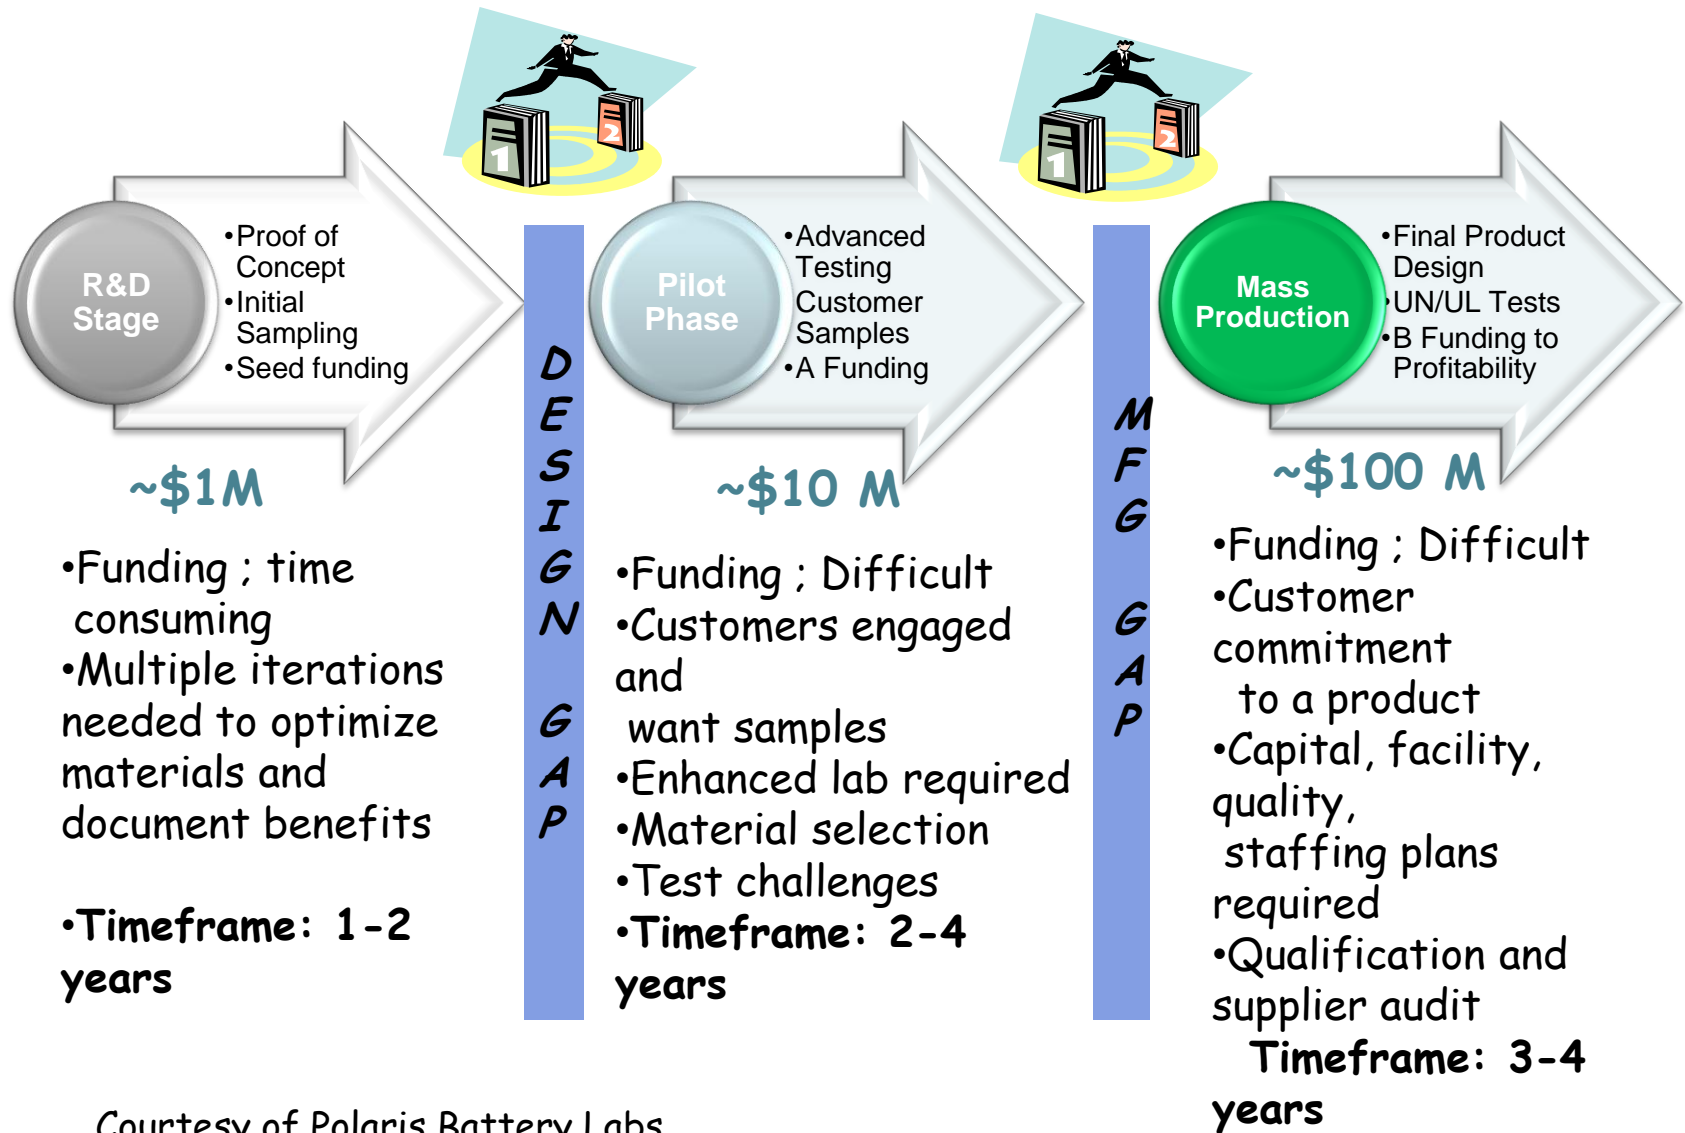 1
2
1
2
R&D
Stage
•Proof of
Concept
•Initial
Sampling
•Seed funding
~$1M
•Funding ; time
consuming
•Multiple iterations
needed to optimize
materials and
document benefits
•Timeframe: 1-2
years
D
E
S
I
G
N
G
A
P
Pilot
Phase
•Advanced
Testing
Customer
Samples
•A Funding
~$10 M
•Funding ; Difficult
•Customers engaged
and
want samples
•Enhanced lab required
•Material selection
•Test challenges
•Timeframe: 2-4
years
M
F
G
G
A
P
Mass
Production
•Final Product
Design
•UN/UL Tests
•B Funding to
Profitability
~$100 M
•Funding ; Difficult
•Customer
commitment
to a product
•Capital, facility,
quality,
staffing plans
required
•Qualification and
supplier audit
Timeframe: 3-4
years
Courtesy of Polaris Battery Labs